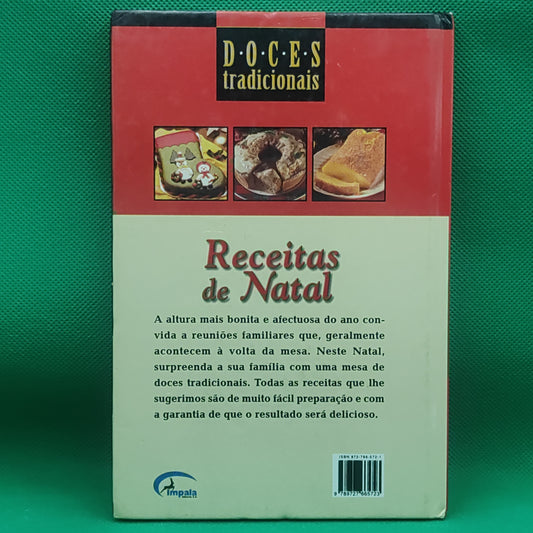 D·O·C·E·S
tradicionais
Receitas
de Natal
A altura mais bonita e afectuosa do ano con-
vida a reuniões familiares que, geralmente
acontecem à volta da mesa. Neste Natal,
surpreenda a sua família com uma mesa de
doces tradicionais. Todas as receitas que lhe
sugerimos são de muito fácil preparação e com
a garantia de que o resultado será delicioso.
Impala